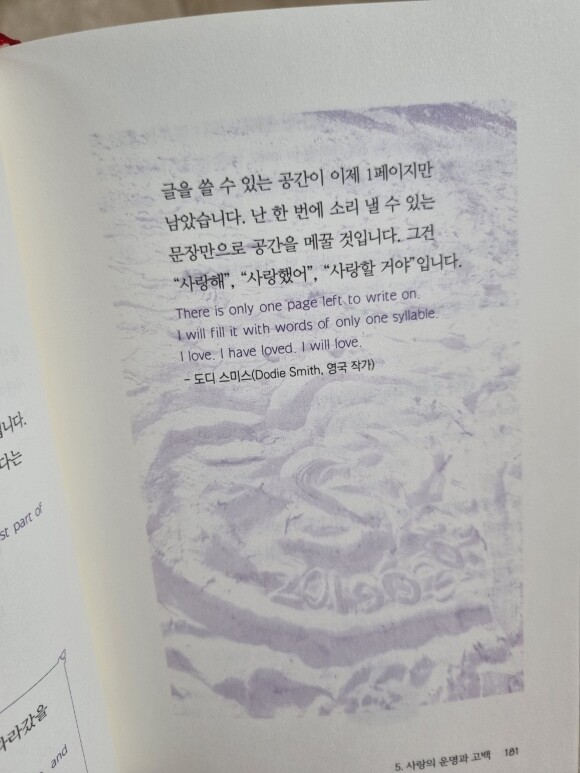 글을 쓸 수 있는 공간이 이제 1페이지만
남았습니다. 난 한 번에 소리 낼 수 있는
문장만으로 공간을 메꿀 것입니다. 그건
“사랑해”, “사랑했어”, “사랑할 거야”입니다.
There is only one page left to write on.
I will fill it with words of only one syllable.
I love. I have loved. I will love.
– 도디 스미스(Dodie Smith, 영국 작가)
5. 사랑의 운명과 고백 181
다는
st part of
and